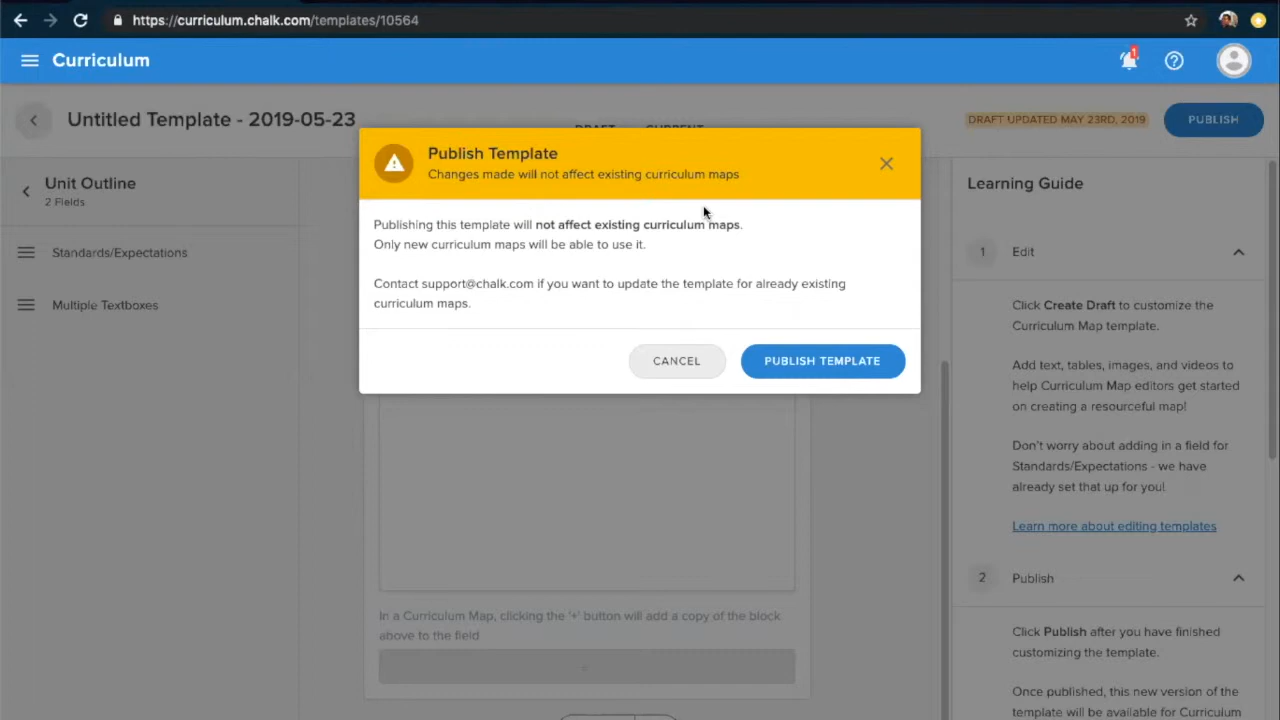 https://curriculum.chalk.com/templates/10564
Curriculum
1
Untitled Template - 2019-05-23
DRAFT CURRENT
DRAFT UPDATED MAY 23RD, 2019
PUBLISH
Unit Outline
2 Fields
Standards/Expectations
Multiple Textboxes
Publish Template
Changes made will not affect existing curriculum maps
Publishing this template will not affect existing curriculum maps.
Only new curriculum maps will be able to use it.
Contact support@chalk.com if you want to update the template for already existing
curriculum maps.
CANCEL
PUBLISH TEMPLATE
In a Curriculum Map, clicking the '+' button will add a copy of the block
above to the field
+
Learning Guide
1 Edit
Click Create Draft to customize the
Curriculum Map template.
Add text, tables, images, and videos to
help Curriculum Map editors get started
on creating a resourceful map!
Don't worry about adding in a field for
Standards/Expectations - we have
already set that up for you!
Learn more about editing templates
2 Publish
Click Publish after you have finished
customizing the template.
Once published, this new version of the
template will be available for Curriculum